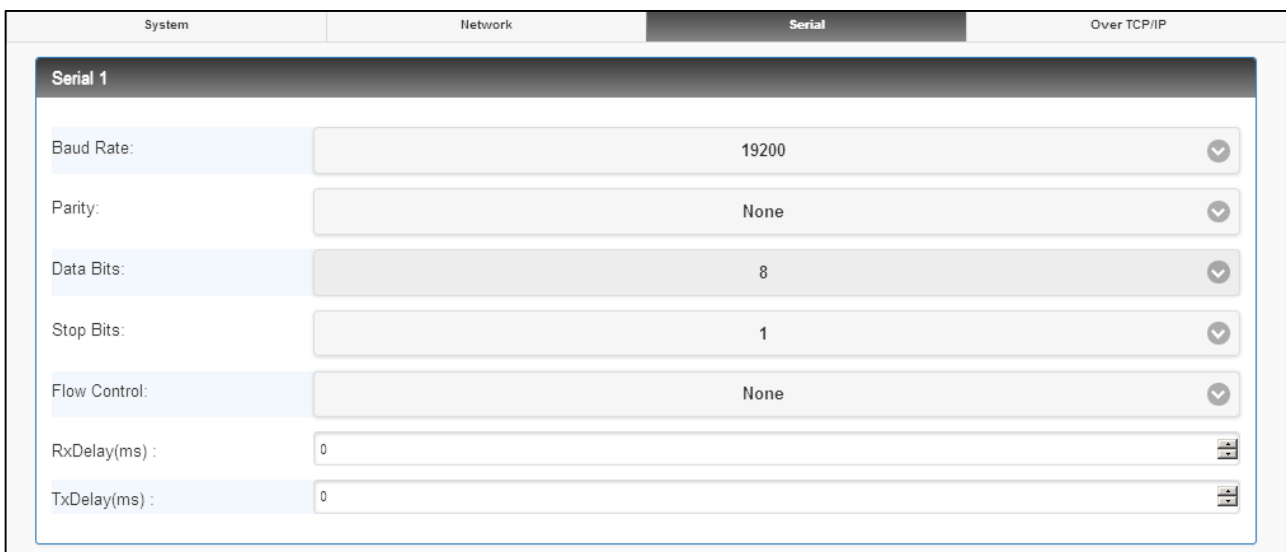 System Network Serial Over TCP/IP
Serial 1
Baud Rate: 19200
Parity: None
Data Bits: 8
Stop Bits: 1
Flow Control: None
RxDelay(ms) : 0
TxDelay(ms) : 0